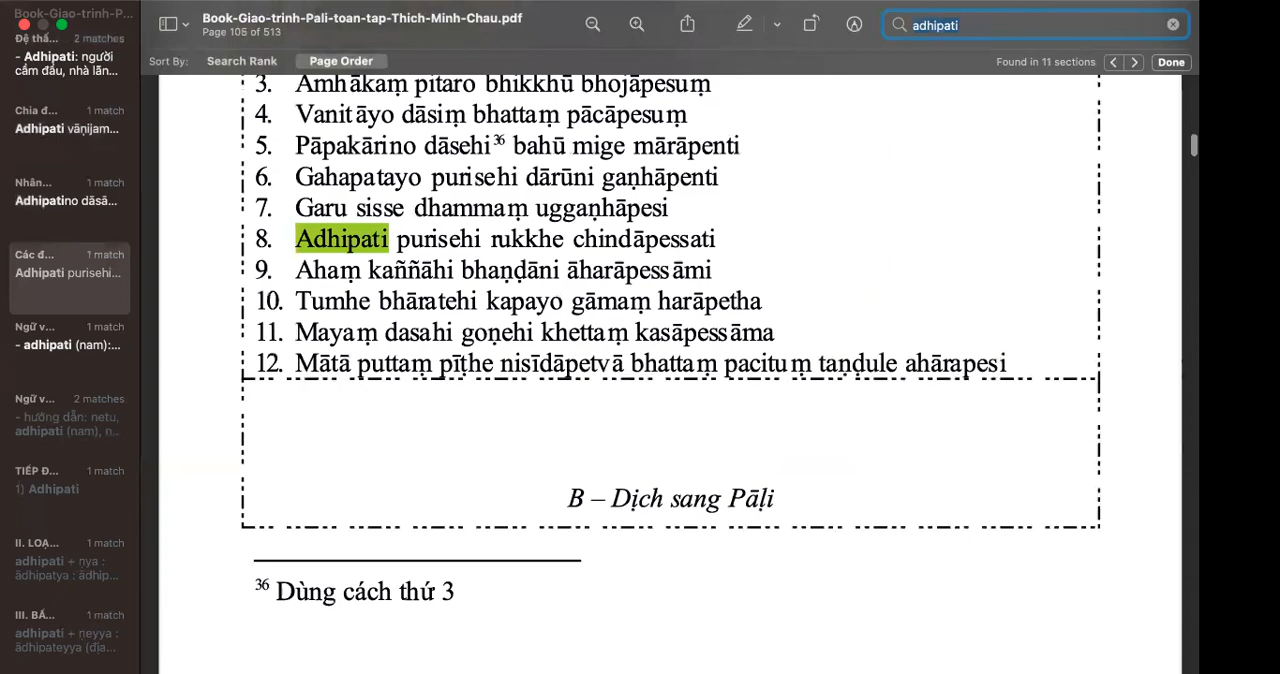 Book-Giao-trinh-P...
Đệ thấ... 2 matches
- Adhipati: người
cầm đầu, nhà lãn...
Chia đ... 1 match
Adhipati vāṇijam...
Nhân... 1 match
Adhipatino dāsā...
Các đ... 1 match
Adhipati purisehi...
Ngữ v... 1 match
- adhipati (nam):...
Ngữ v... 2 matches
- hướng dẫn: netu,
adhipati (nam), n...
TIẾP Đ... 1 match
1) Adhipati
II. LOẠ... 1 match
adhipati + ṇya :
ādhipatya : ādhip...
III. BẤ... 1 match
adhipati + ṇeyya :
ādhipateyya (địa...
Book-Giao-trinh-Pali-toan-tap-Thich-Minh-Chau.pdf
Page 105 of 513
adhipati
Sort By: Search Rank Page Order Found in 11 sections Done
3. Amhākaṃ pitaro bhikkhū bhojāpesuṃ
4. Vanitāyo dāsiṃ bhattaṃ pācāpesuṃ
5. Pāpakārino dāsehi³⁶ bahū mige mārāpenti
6. Gahapatayo purisehi dārūni gaṇhāpenti
7. Garu sisse dhammaṃ uggaṇhāpesi
8. Adhipati purisehi rukkhe chindāpessati
9. Ahaṃ kaññāhi bhaṇḍāni āharāpessāmi
10. Tumhe bhāratehi kapayo gāmaṃ harāpetha
11. Mayaṃ dasahi goṇehi khettaṃ kasāpessāma
12. Mātā puttaṃ pīṭhe nisīdāpetvā bhattaṃ pacituṃ taṇḍule ahārapesi
B – Dịch sang Pāḷi
³⁶ Dùng cách thứ 3